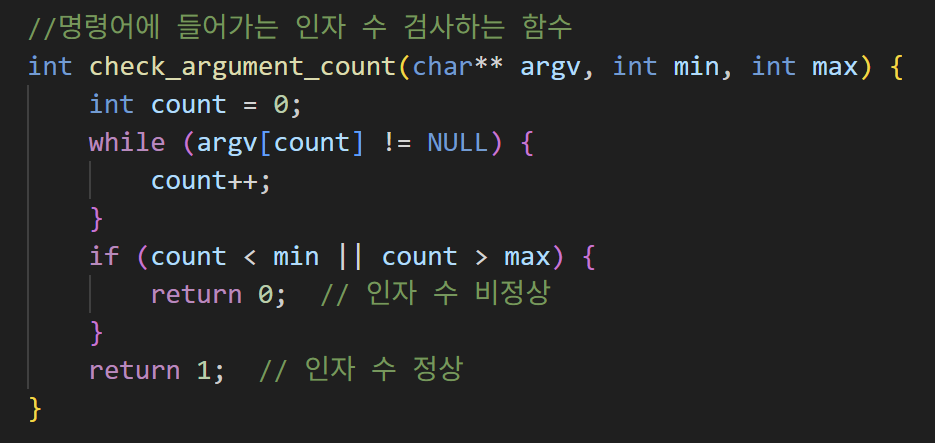 //명령어에 들어가는 인자 수 검사하는 함수
int check_argument_count(char** argv, int min, int max) {
    int count = 0;
    while (argv[count] != NULL) {
        count++;
    }
    if (count < min || count > max) {
        return 0;  // 인자 수 비정상
    }
    return 1;  // 인자 수 정상
}